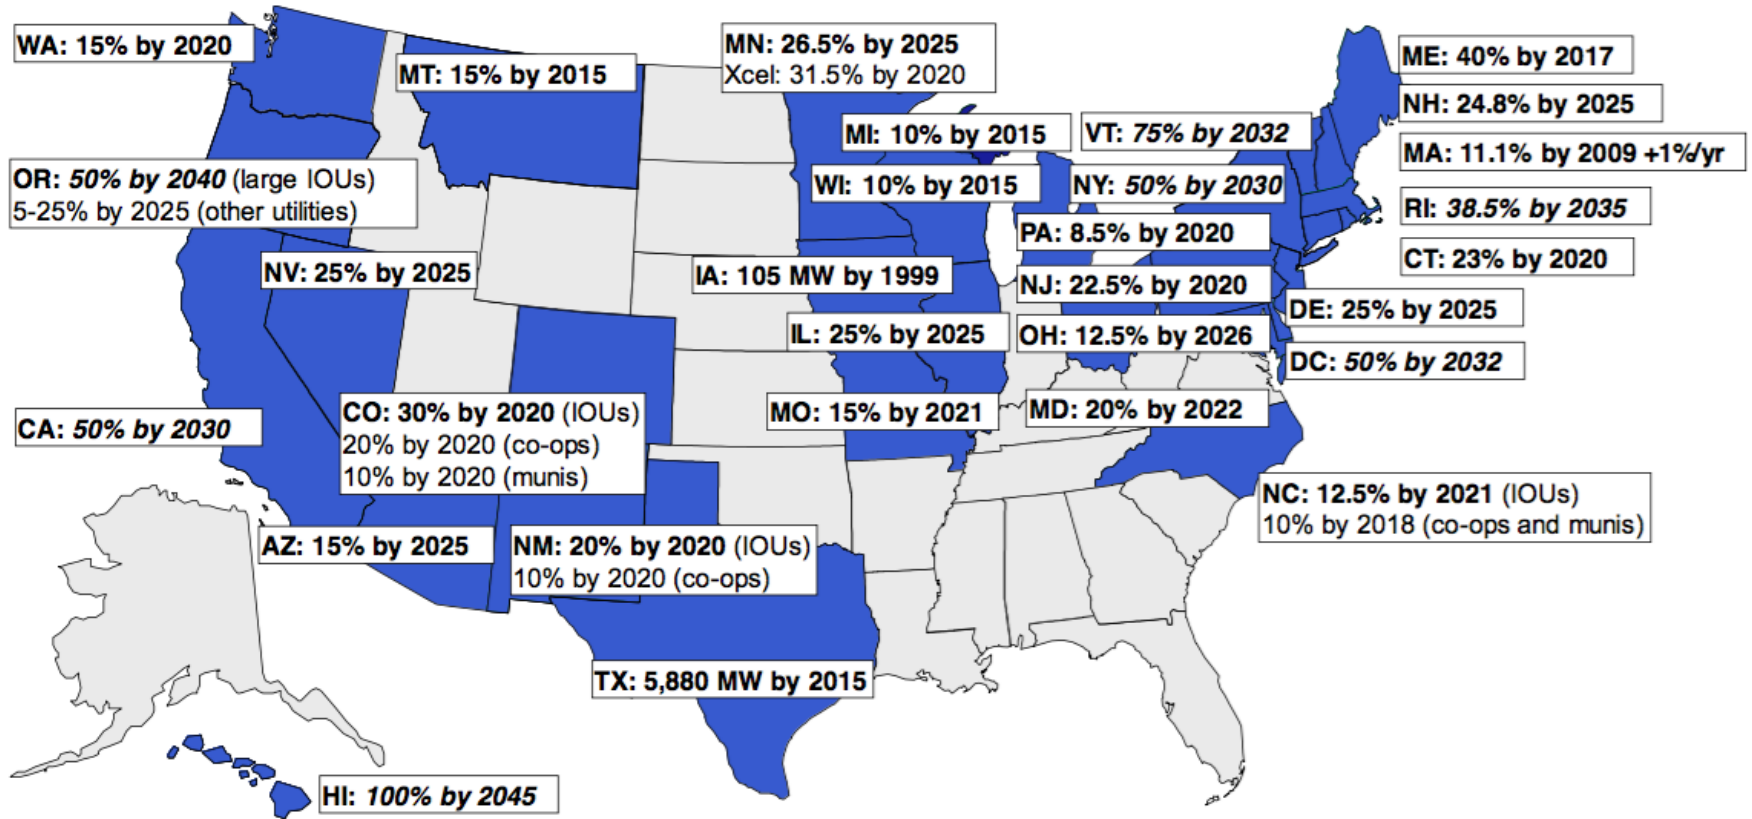 WA: 15% by 2020
MT: 15% by 2015
MN: 26.5% by 2025
Xcel: 31.5% by 2020
ME: 40% by 2017
NH: 24.8% by 2025
MI: 10% by 2015
VT: 75% by 2032
MA: 11.1% by 2009 +1%/yr
OR: 50% by 2040 (large IOUs)
5-25% by 2025 (other utilities)
WI: 10% by 2015
NY: 50% by 2030
RI: 38.5% by 2035
PA: 8.5% by 2020
CT: 23% by 2020
NV: 25% by 2025
IA: 105 MW by 1999
NJ: 22.5% by 2020
DE: 25% by 2025
IL: 25% by 2025
OH: 12.5% by 2026
DC: 50% by 2032
CA: 50% by 2030
CO: 30% by 2020 (IOUs)
20% by 2020 (co-ops)
10% by 2020 (munis)
MO: 15% by 2021
MD: 20% by 2022
NC: 12.5% by 2021 (IOUs)
10% by 2018 (co-ops and munis)
AZ: 15% by 2025
NM: 20% by 2020 (IOUs)
10% by 2020 (co-ops)
TX: 5,880 MW by 2015
HI: 100% by 2045